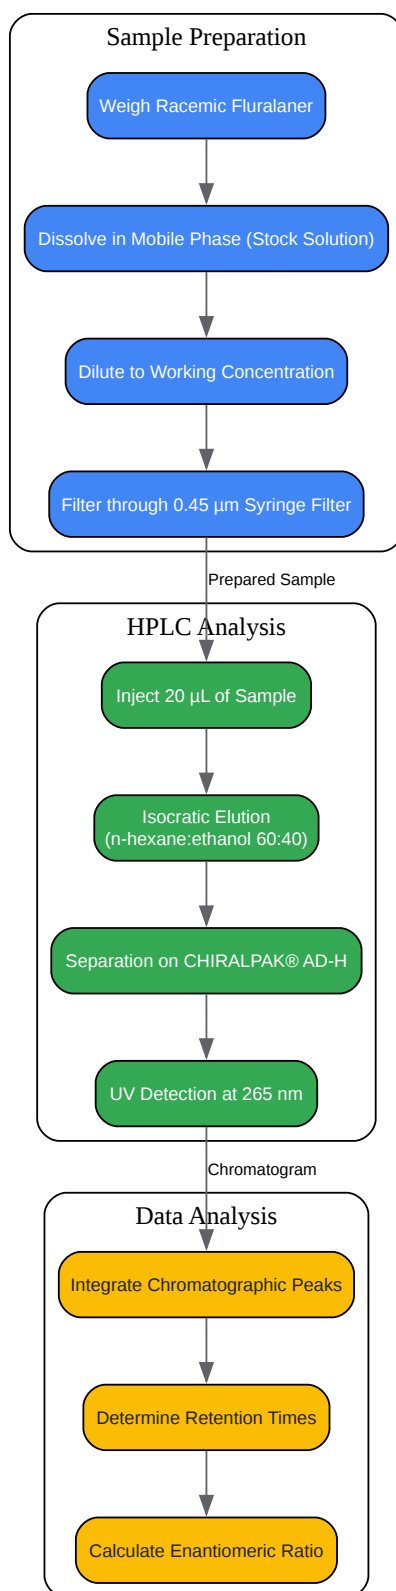 Sample Preparation
Weigh Racemic Fluralaner
Dissolve in Mobile Phase (Stock Solution)
Dilute to Working Concentration
Filter through 0.45 µm Syringe Filter
Prepared Sample
HPLC Analysis
Inject 20 µL of Sample
Isocratic Elution
(n-hexane:ethanol 60:40)
Separation on CHIRALPAK® AD-H
UV Detection at 265 nm
Chromatogram
Data Analysis
Integrate Chromatographic Peaks
Determine Retention Times
Calculate Enantiomeric Ratio